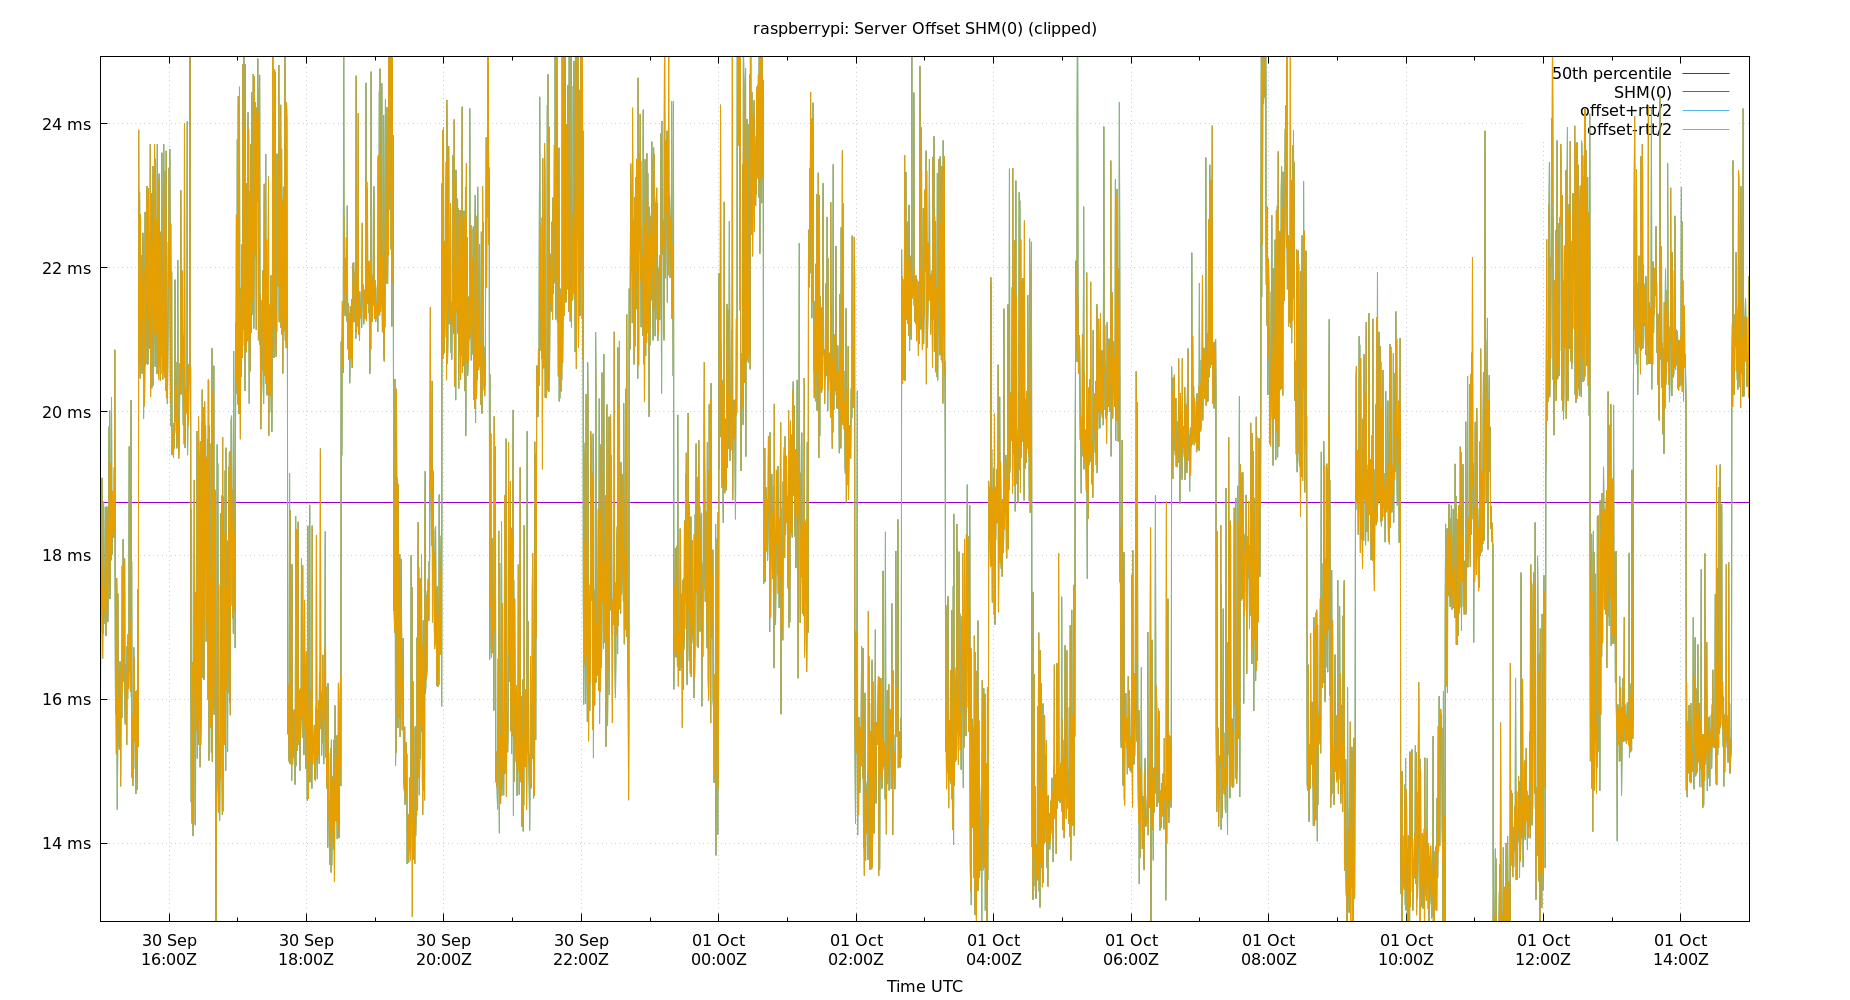 raspberrypi: Server Offset SHM(0) (clipped)
50th percentile
SHM(0)
offset+rtt/2
offset-rtt/2
24 ms
22 ms
20 ms
18 ms
16 ms
14 ms
30 Sep 30 Sep 30 Sep 30 Sep 01 Oct 01 Oct 01 Oct 01 Oct 01 Oct 01 Oct 01 Oct 01 Oct
16:00Z 18:00Z 20:00Z 22:00Z 00:00Z 02:00Z 04:00Z 06:00Z 08:00Z 10:00Z 12:00Z 14:00Z
Time UTC